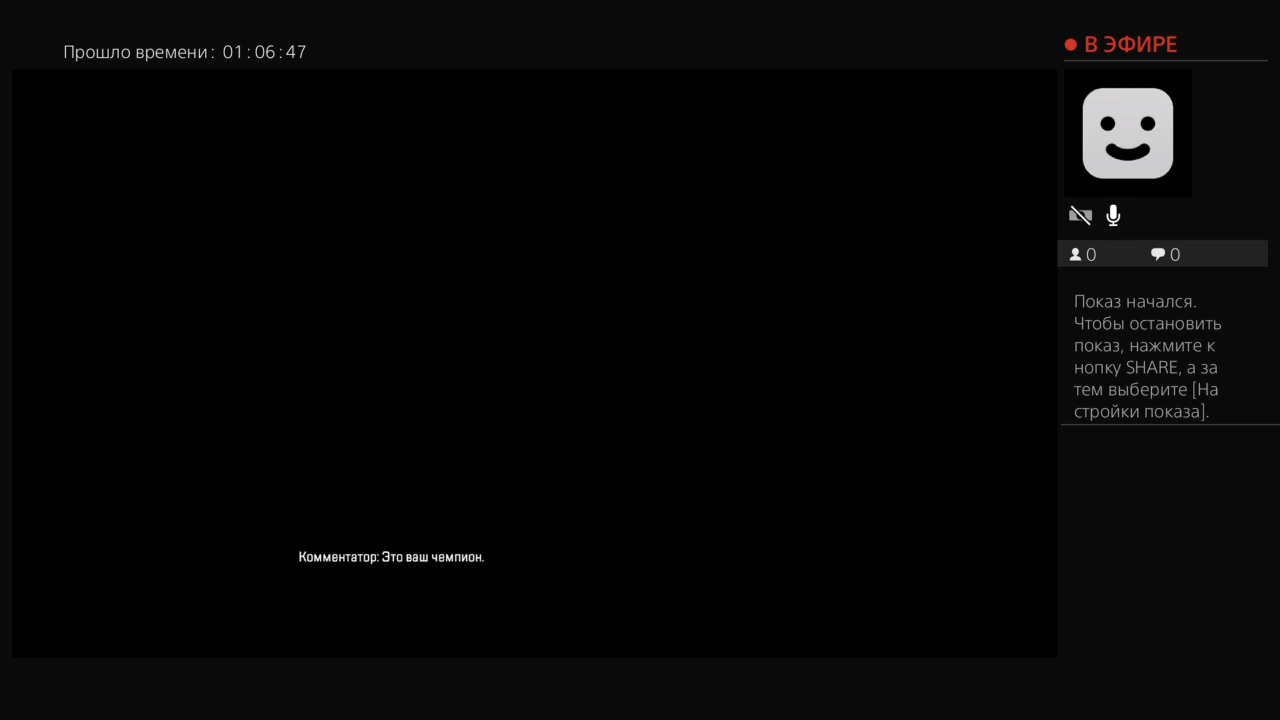 Прошло времени: 01:06:47
В ЭФИРЕ
0 0
Показ начался.
Чтобы остановить
показ, нажмите к
нопку SHARE, а за
тем выберите [На
стройки показа].
Комментатор: Это ваш чемпион.